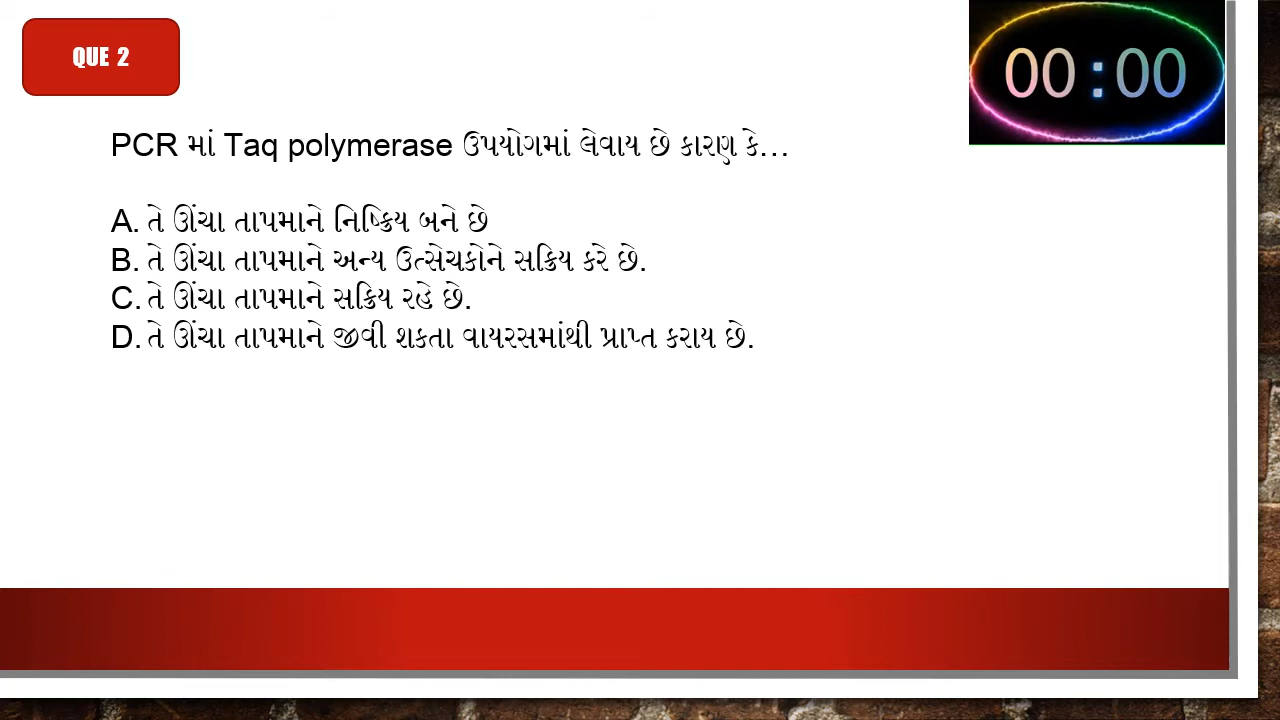 QUE 2
00:00
PCR માં Taq polymerase ઉપયોગમાં લેવાય છે કારણ કે...
A. તે ઊંચા તાપમાને નિષ્ક્રિય બને છે
B. તે ઊંચા તાપમાને અન્ય ઉત્સેચકોને સક્રિય કરે છે.
C. તે ઊંચા તાપમાને સક્રિય રહે છે.
D. તે ઊંચા તાપમાને જીવી શકતા વાયરસમાંથી પ્રાપ્ત કરાય છે.